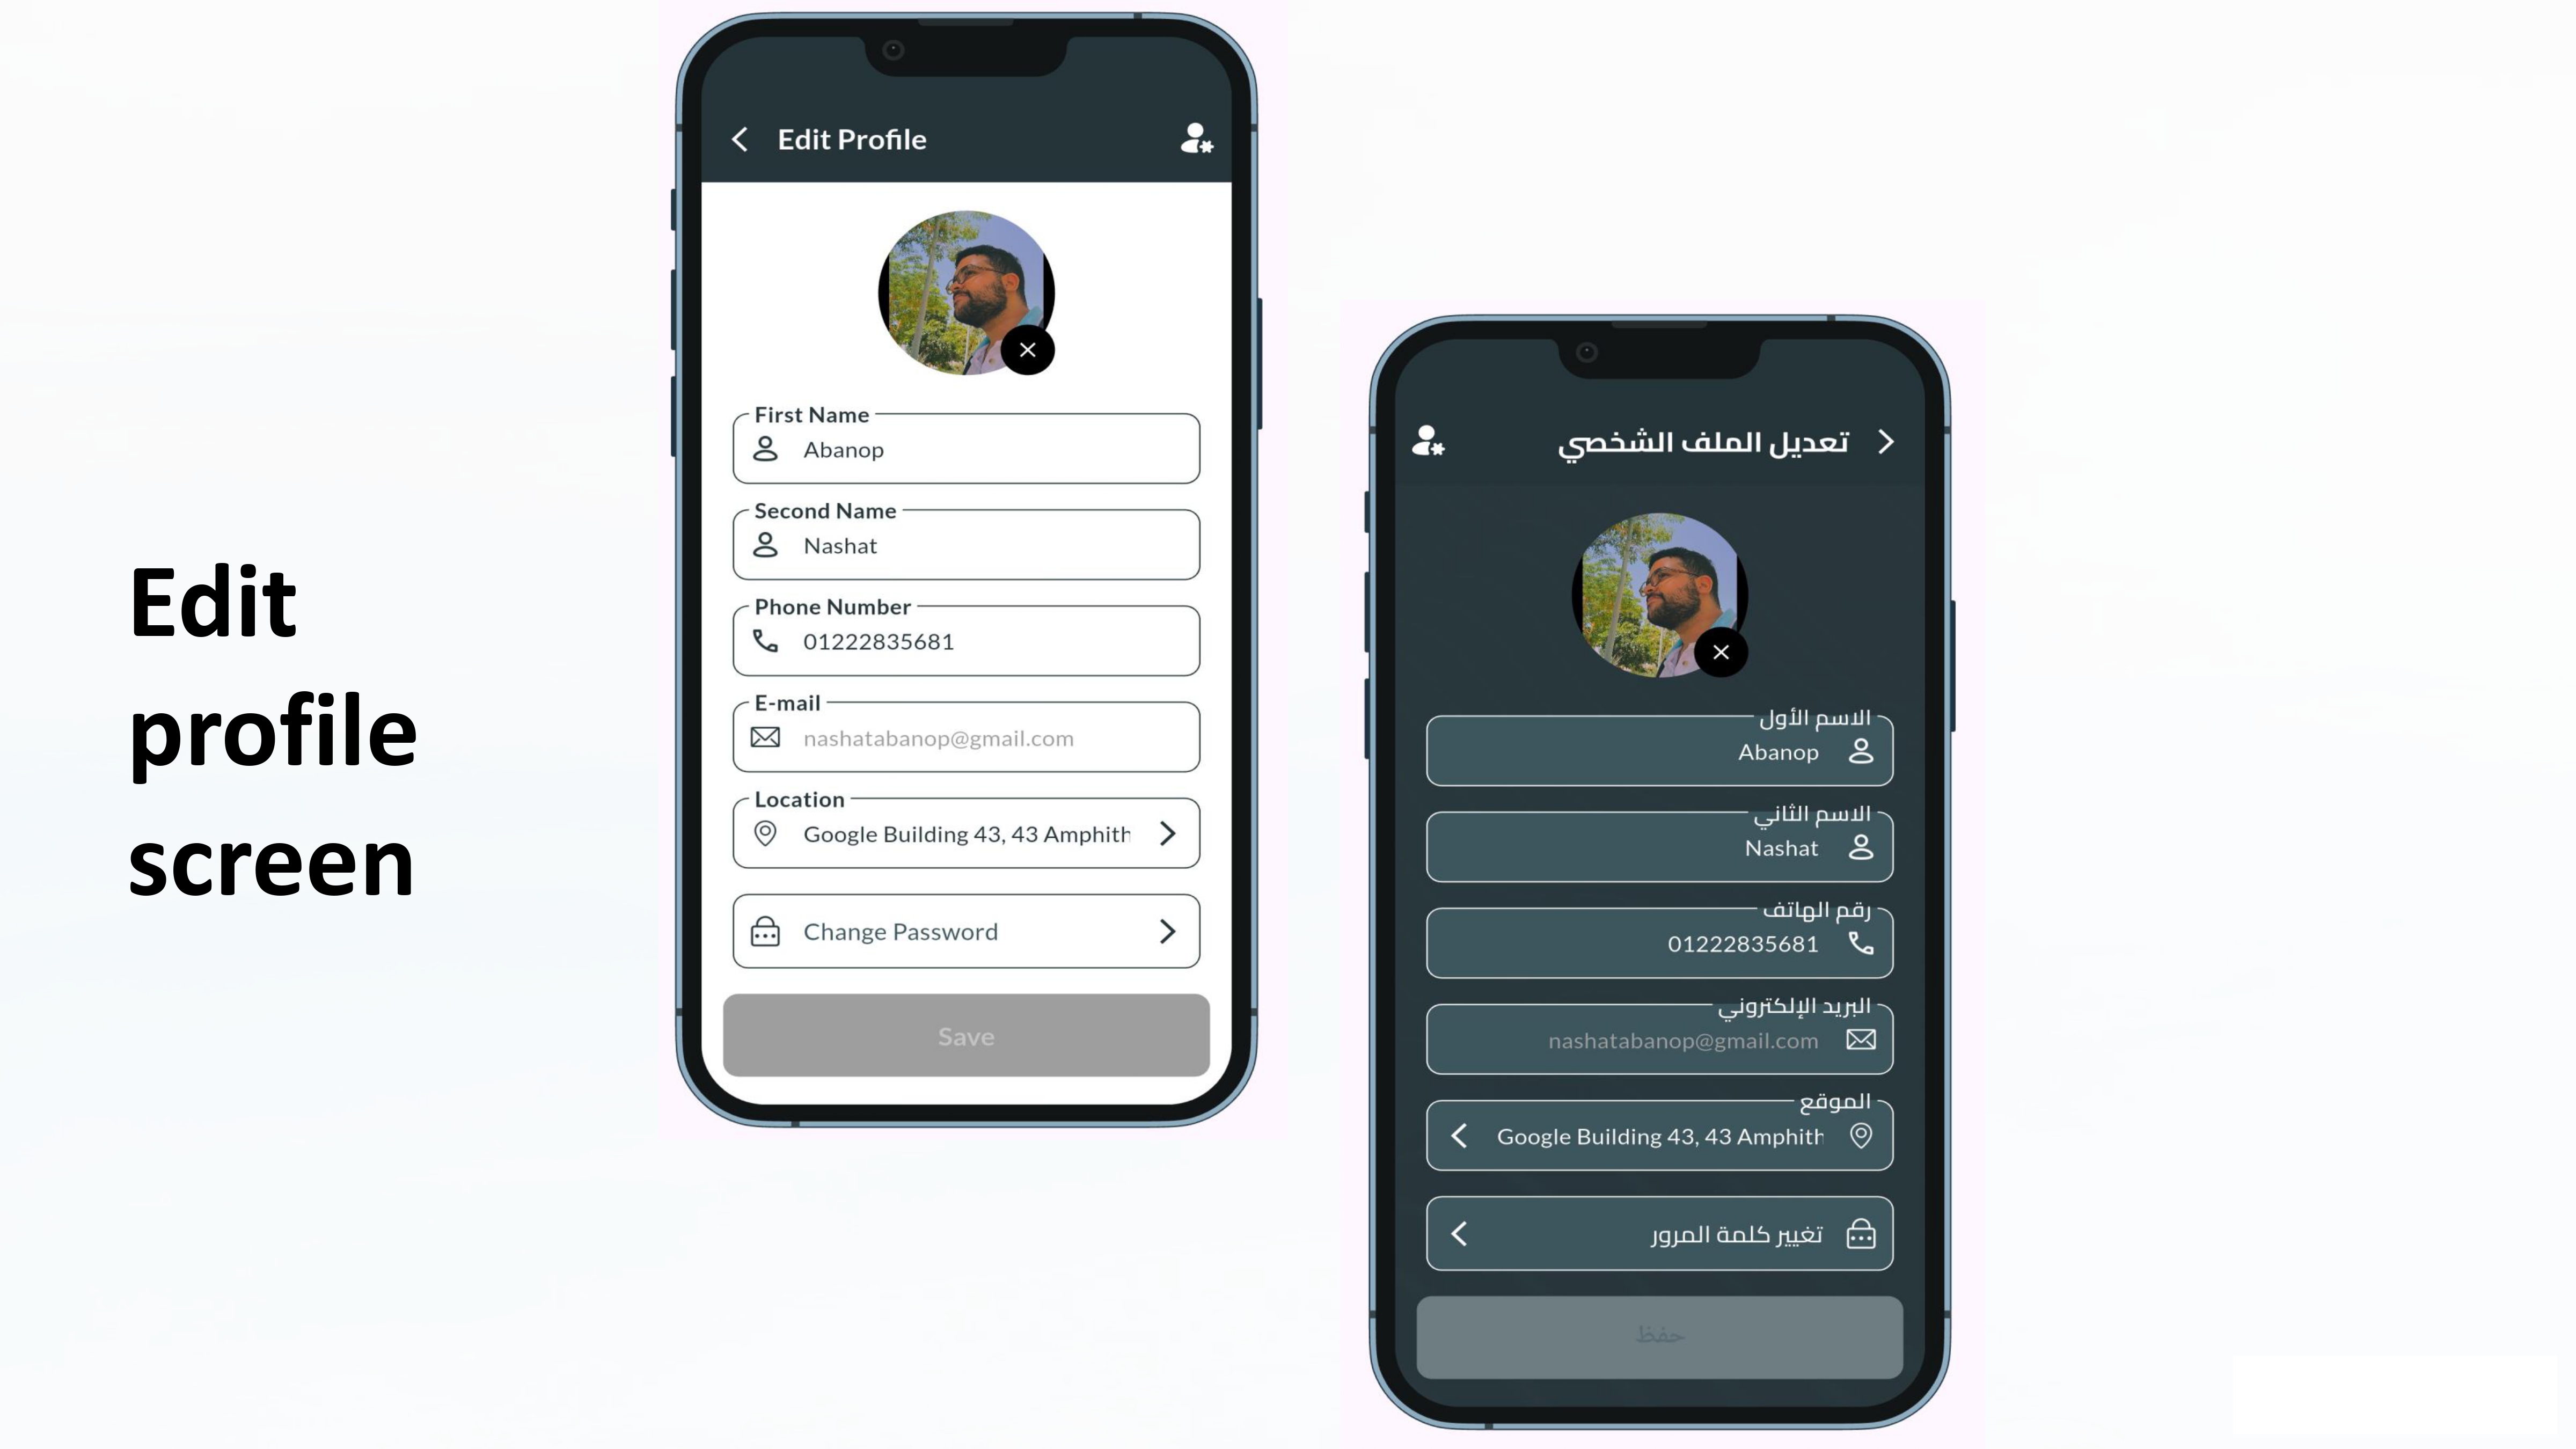 Edit
profile
screen
Edit Profile
First Name
Abanop
Second Name
Nashat
Phone Number
01222835681
E-mail
nashatabanop@gmail.com
Location
Google Building 43, 43 Amphith
Change Password
Save
تعديل الملف الشخصي
الاسم الأول
Abanop
الاسم الثاني
Nashat
رقم الهاتف
01222835681
البريد الإلكتروني
nashatabanop@gmail.com
الموقع
Google Building 43, 43 Amphith
تغيير كلمة المرور
حفظ